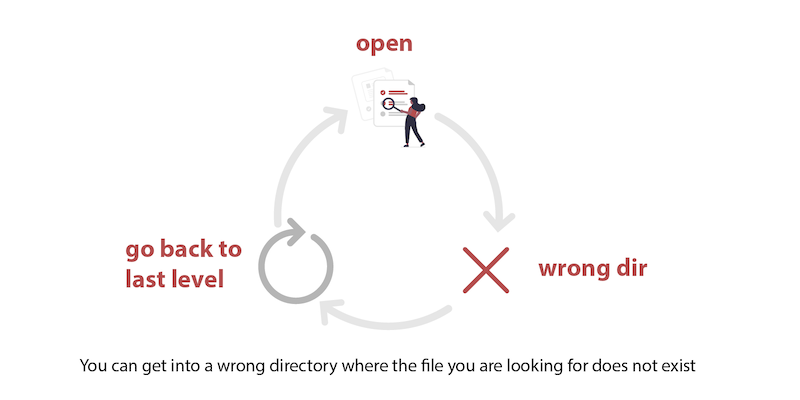 open
go back to
last level
wrong dir
You can get into a wrong directory where the file you are looking for does not exist